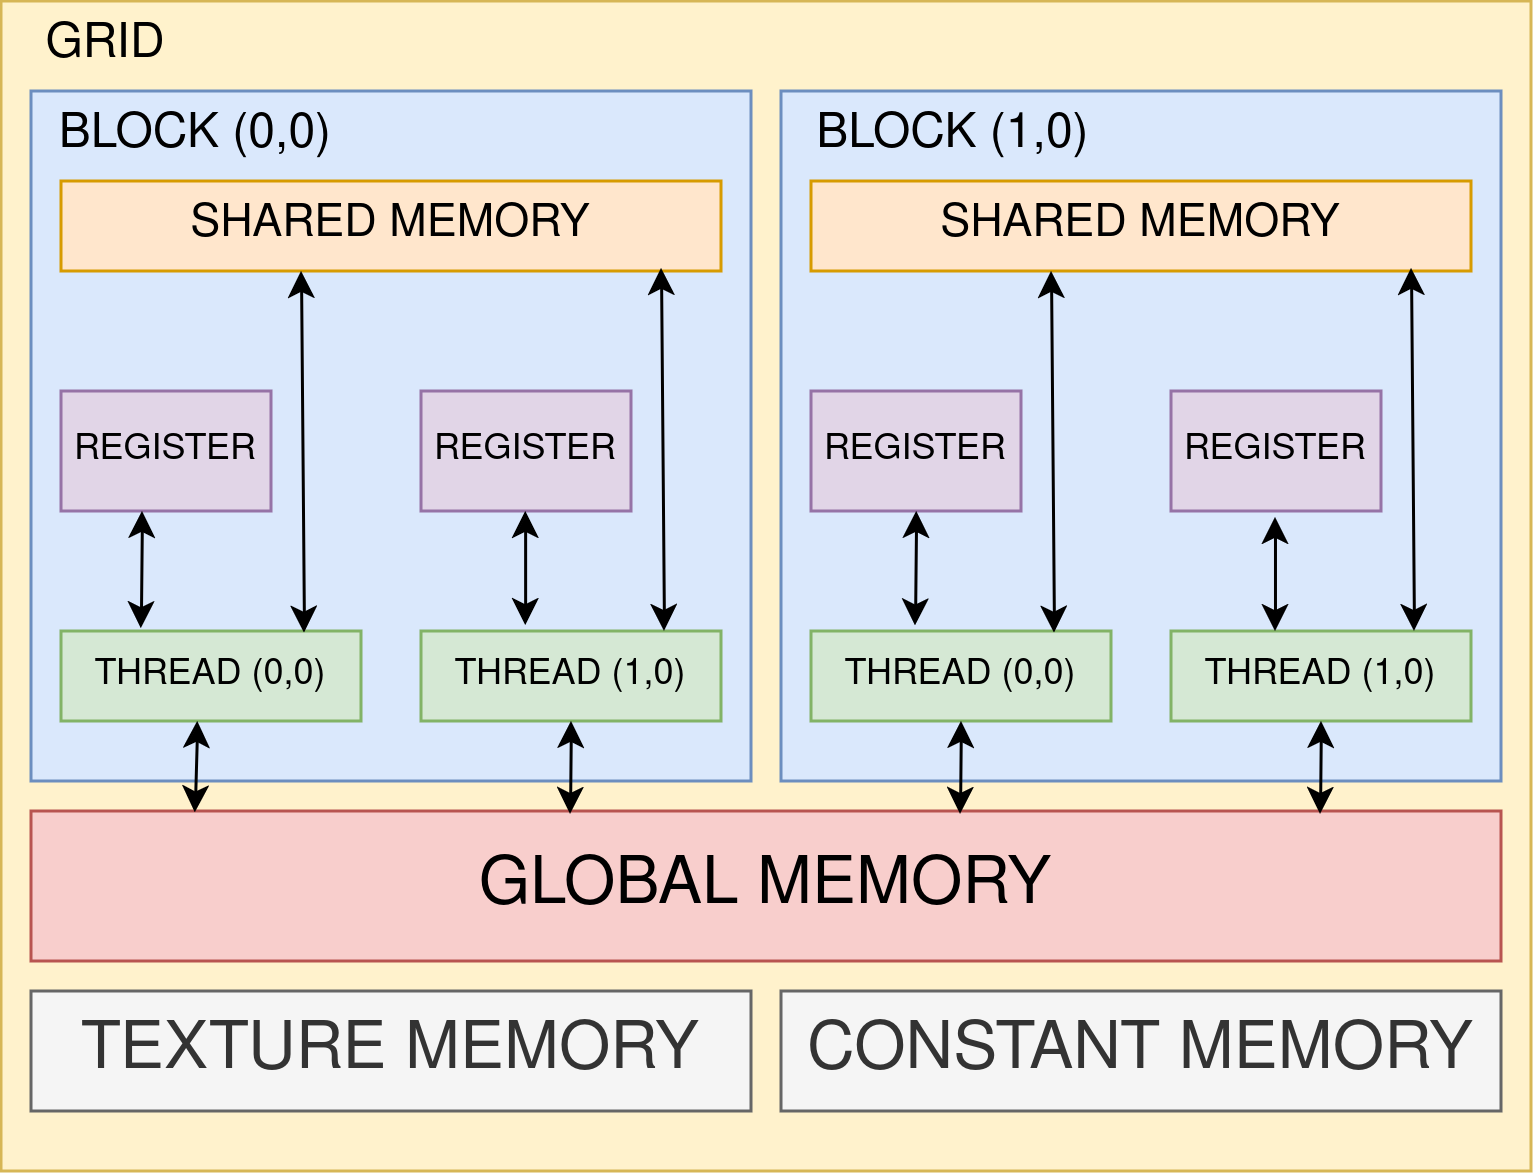 GRID
BLOCK (0,0)
SHARED MEMORY
REGISTER
REGISTER
THREAD (0,0)
THREAD (1,0)
BLOCK (1,0)
SHARED MEMORY
REGISTER
REGISTER
THREAD (0,0)
THREAD (1,0)
GLOBAL MEMORY
TEXTURE MEMORY
CONSTANT MEMORY